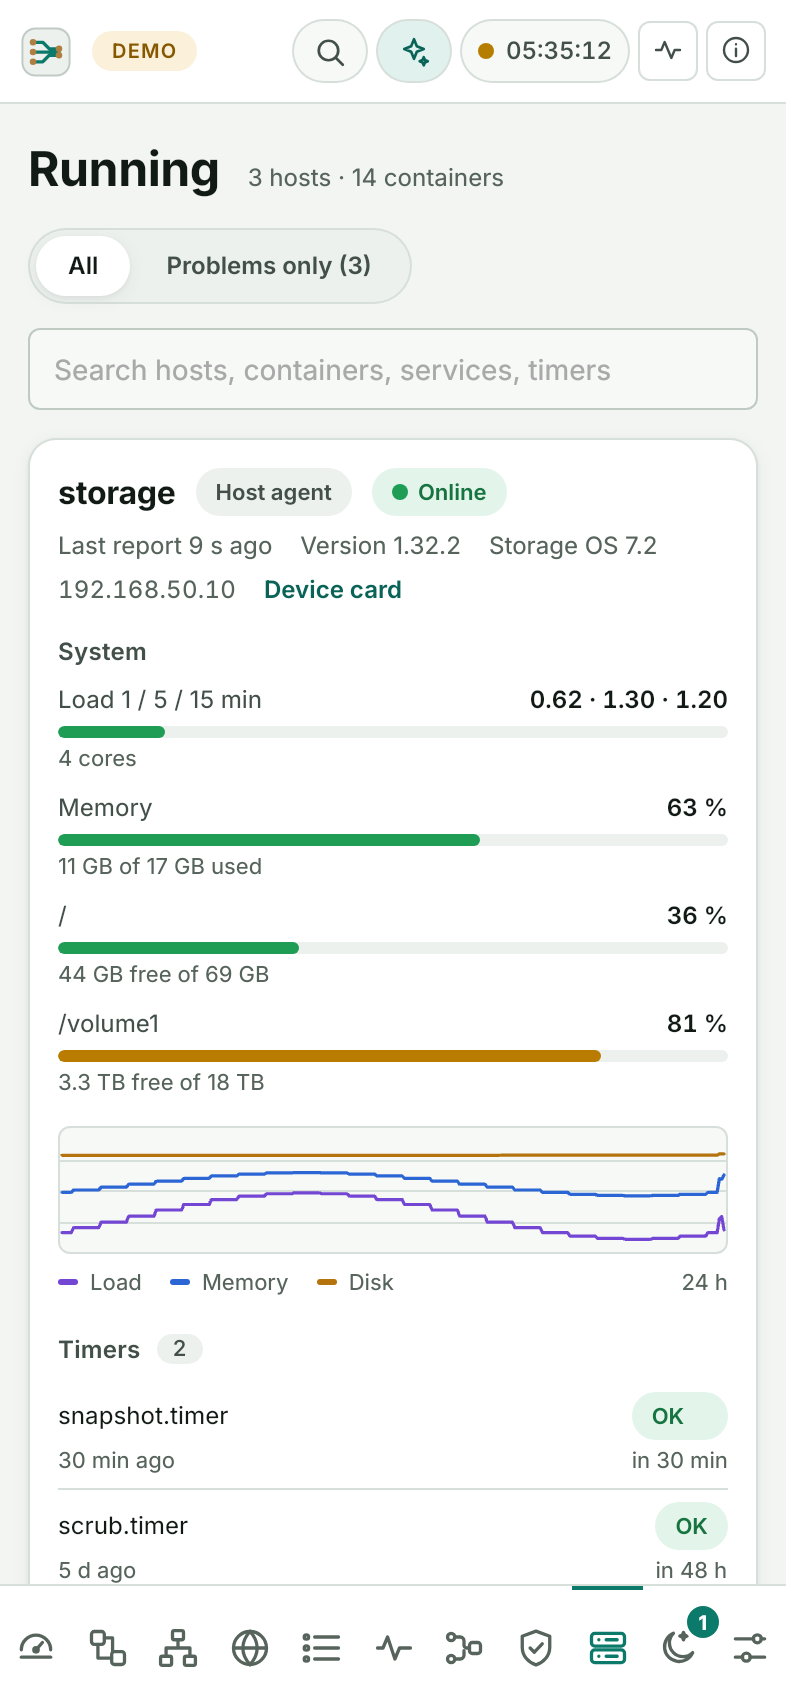 DEMO
05:35:12
Running
3 hosts · 14 containers
All
Problems only (3)
Search hosts, containers, services, timers
storage
Host agent
Online
Last report 9 s ago
Version 1.32.2
Storage OS 7.2
192.168.50.10
Device card
System
Load 1 / 5 / 15 min
0.62 · 1.30 · 1.20
4 cores
Memory
63 %
11 GB of 17 GB used
/
36 %
44 GB free of 69 GB
/volume1
81 %
3.3 TB free of 18 TB
Load
Memory
Disk
24 h
Timers
2
snapshot.timer
OK
30 min ago
in 30 min
scrub.timer
OK
5 d ago
in 48 h
1